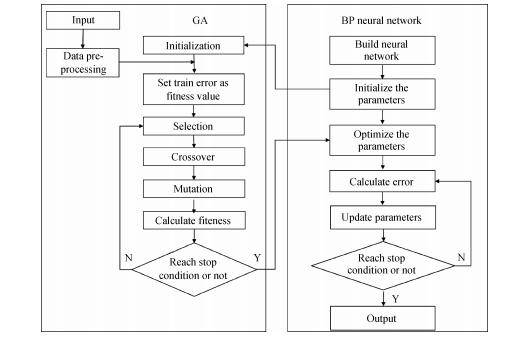 Input
GA
BP neural network
Initialization
Build neural
network
Data pre-
processing
Set train error as
fitness value
Initialize the
parameters
Selection
Optimize the
parameters
Crossover
Calculate error
Mutation
Update parameters
Calculate fiteness
N
Reach stop
condition or not
Y
Reach stop
condition or not
N
Y
Output